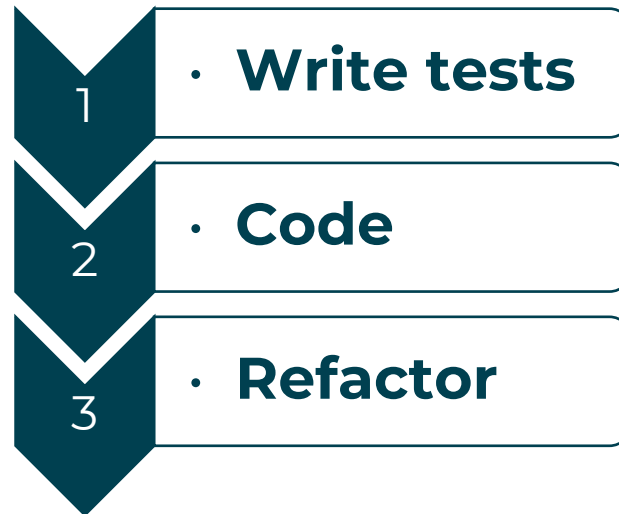 1
• Write tests
2
• Code
3
• Refactor